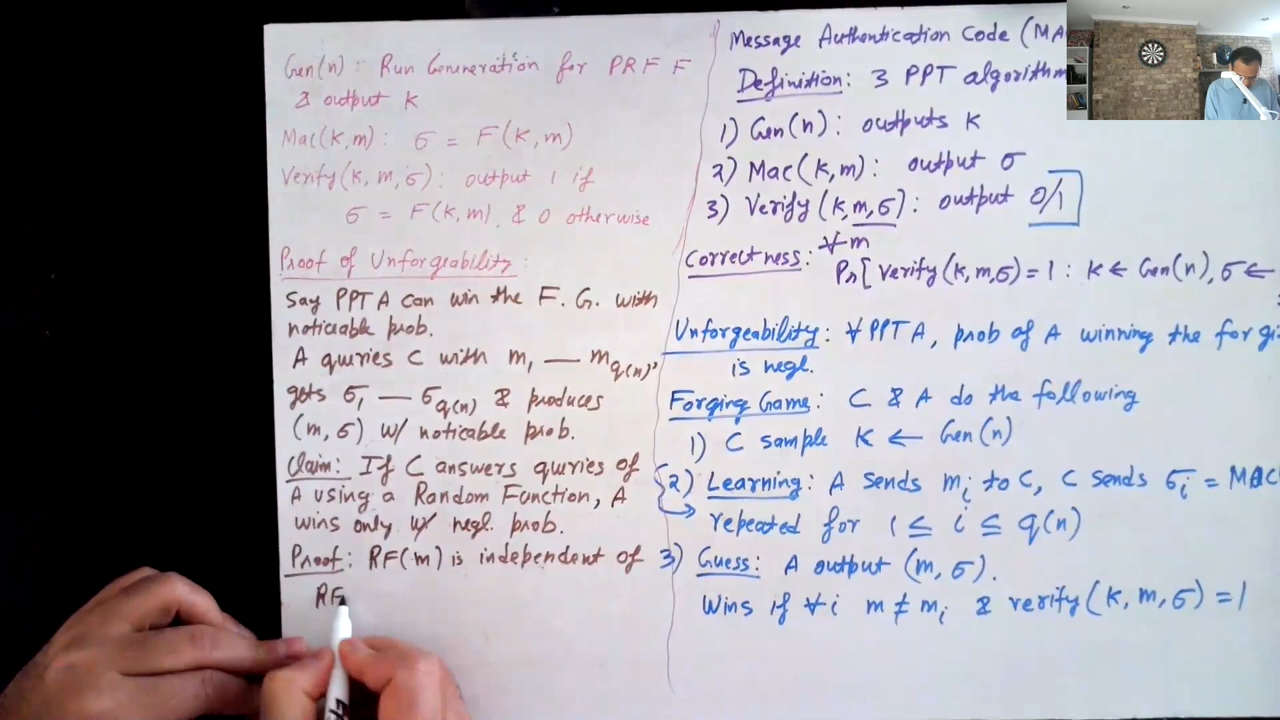 Gen(n): Run Generation for PRF F
& output K
Mac(K,m): σ = F(K,m)
Verify(K,m,σ): output 1 if
σ = F(K,m) & 0 otherwise
Proof of Unforgeability:
Say PPT A can win the F.G. with
noticable prob.
A queries C with m₁ — m_q(n),
gets σ₁ — σ_q(n) & produces
(m,σ) w/ noticable prob.
Claim: If C answers queries of
A using a Random Function, A
wins only w/ negl. prob.
Proof: RF(m) is independent of
RF
Message Authentication Code (MA
Definition: 3 PPT algorithm
1) Gen(n): outputs K
2) Mac(K,m): output σ
3) Verify(K,m,σ): output 0/1
Correctness: ∀m
Pr[Verify(K,m,σ)=1 : K ← Gen(n), σ ←
Unforgeability: ∀ PPT A, prob of A winning the forgi
is negl.
Forging Game: C & A do the following
1) C sample K ← Gen(n)
2) Learning: A sends mᵢ to C, C sends σᵢ = MAC
repeated for 1 ≤ i ≤ q(n)
3) Guess: A output (m,σ).
Wins if ∀i m ≠ mᵢ & verify(K,m,σ)=1